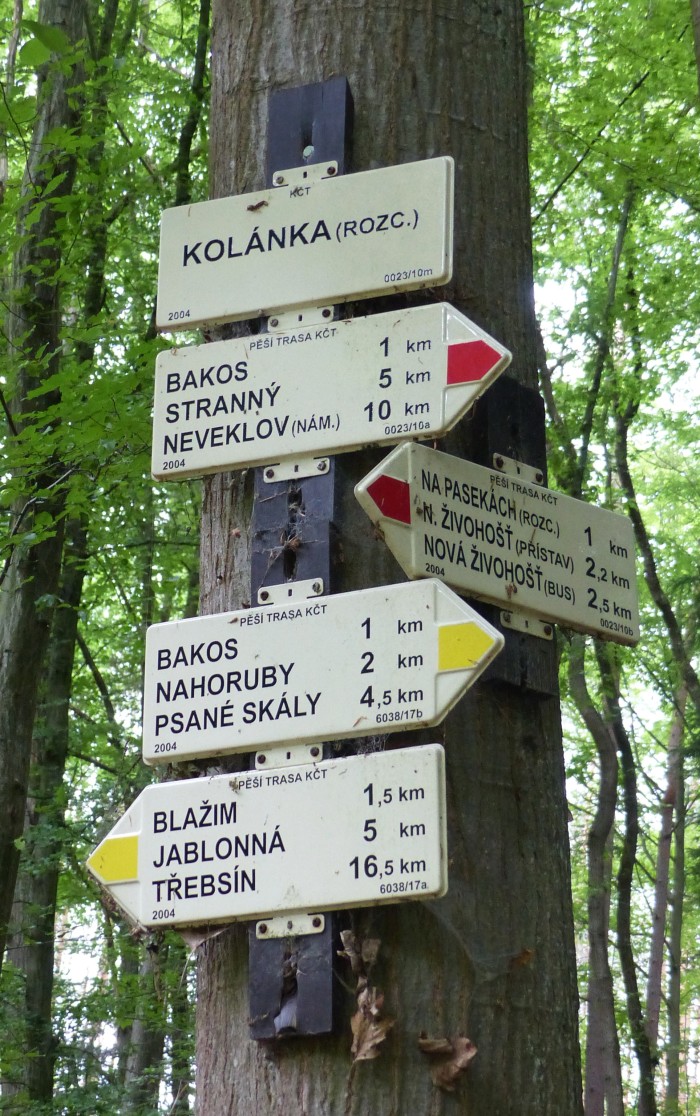 KČT
KOLÁNKA (ROZC.)
0023/10m
2004
PĚŠÍ TRASA KČT
BAKOS 1 km
STRANNÝ 5 km
NEVEKLOV (NÁM.) 10 km
2004 0023/10a
PĚŠÍ TRASA KČT
NA PASEKÁCH (ROZC.) 1 km
N. ŽIVOHOŠŤ (PŘÍSTAV) 2,2 km
NOVÁ ŽIVOHOŠŤ (BUS) 2,5 km
2004 0023/10b
PĚŠÍ TRASA KČT
BAKOS 1 km
NAHORUBY 2 km
PSANÉ SKÁLY 4,5 km
2004 6038/17b
PĚŠÍ TRASA KČT
BLAŽIM 1,5 km
JABLONNÁ 5 km
TŘEBSÍN 16,5 km
2004 6038/17a